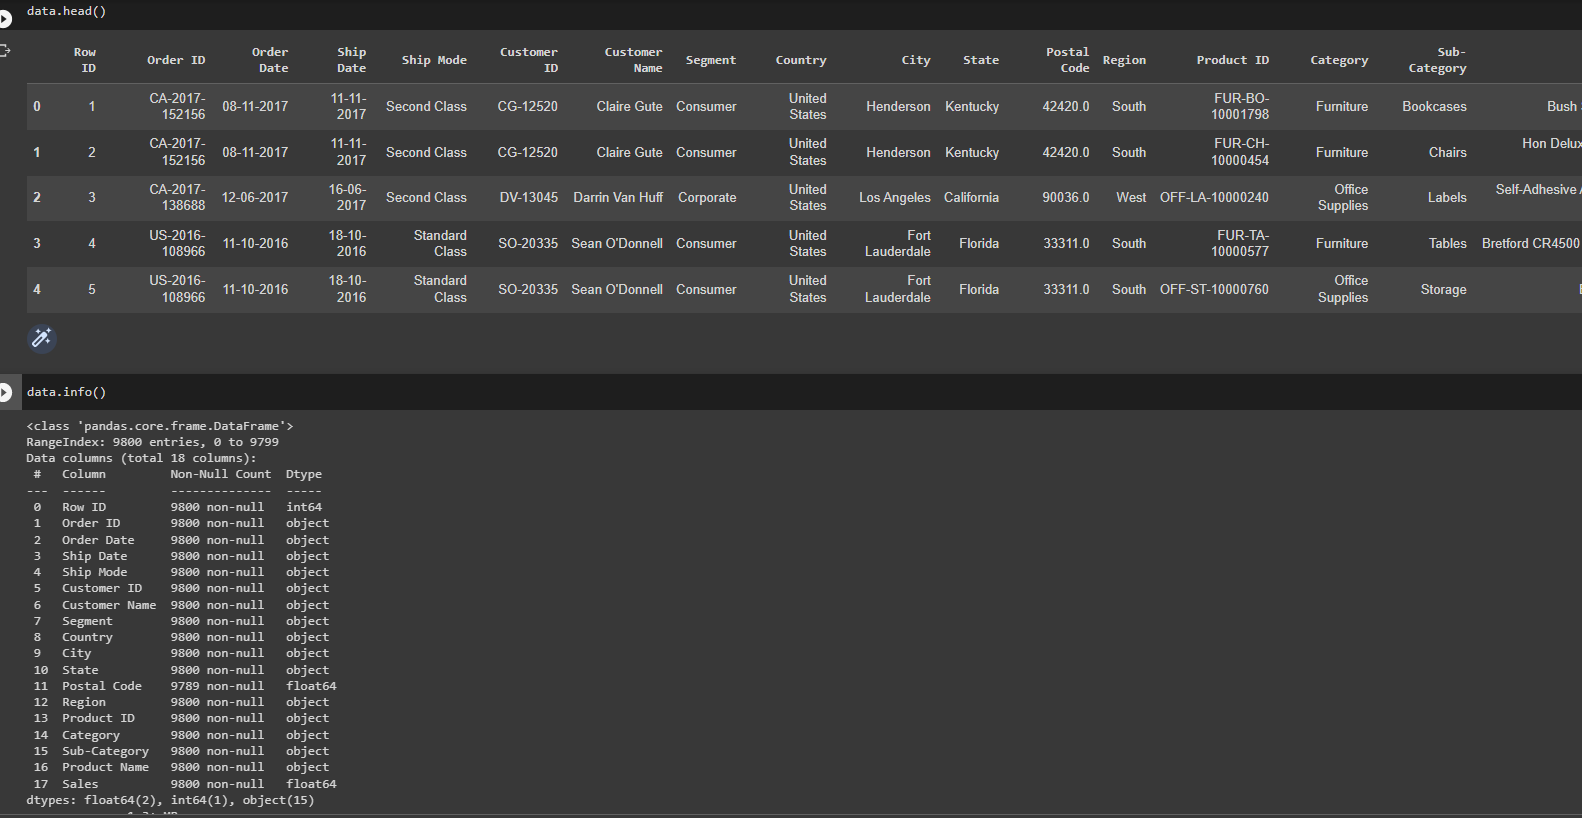 data.head()
Row ID Order ID Order Date Ship Date Ship Mode Customer ID Customer Name Segment Country City State Postal Code Region Product ID Category Sub-Category
0 1 CA-2017-152156 08-11-2017 11-11-2017 Second Class CG-12520 Claire Gute Consumer United States Henderson Kentucky 42420.0 South FUR-BO-10001798 Furniture Bookcases Bush
1 2 CA-2017-152156 08-11-2017 11-11-2017 Second Class CG-12520 Claire Gute Consumer United States Henderson Kentucky 42420.0 South FUR-CH-10000454 Furniture Chairs Hon Delux
2 3 CA-2017-138688 12-06-2017 16-06-2017 Second Class DV-13045 Darrin Van Huff Corporate United States Los Angeles California 90036.0 West OFF-LA-10000240 Office Supplies Labels Self-Adhesive
3 4 US-2016-108966 11-10-2016 18-10-2016 Standard Class SO-20335 Sean O'Donnell Consumer United States Fort Lauderdale Florida 33311.0 South FUR-TA-10000577 Furniture Tables Bretford CR4500
4 5 US-2016-108966 11-10-2016 18-10-2016 Standard Class SO-20335 Sean O'Donnell Consumer United States Fort Lauderdale Florida 33311.0 South OFF-ST-10000760 Office Supplies Storage
data.info()
<class 'pandas.core.frame.DataFrame'>
RangeIndex: 9800 entries, 0 to 9799
Data columns (total 18 columns):
# Column Non-Null Count Dtype
--- ------ -------------- -----
0 Row ID 9800 non-null int64
1 Order ID 9800 non-null object
2 Order Date 9800 non-null object
3 Ship Date 9800 non-null object
4 Ship Mode 9800 non-null object
5 Customer ID 9800 non-null object
6 Customer Name 9800 non-null object
7 Segment 9800 non-null object
8 Country 9800 non-null object
9 City 9800 non-null object
10 State 9800 non-null object
11 Postal Code 9789 non-null float64
12 Region 9800 non-null object
13 Product ID 9800 non-null object
14 Category 9800 non-null object
15 Sub-Category 9800 non-null object
16 Product Name 9800 non-null object
17 Sales 9800 non-null float64
dtypes: float64(2), int64(1), object(15)